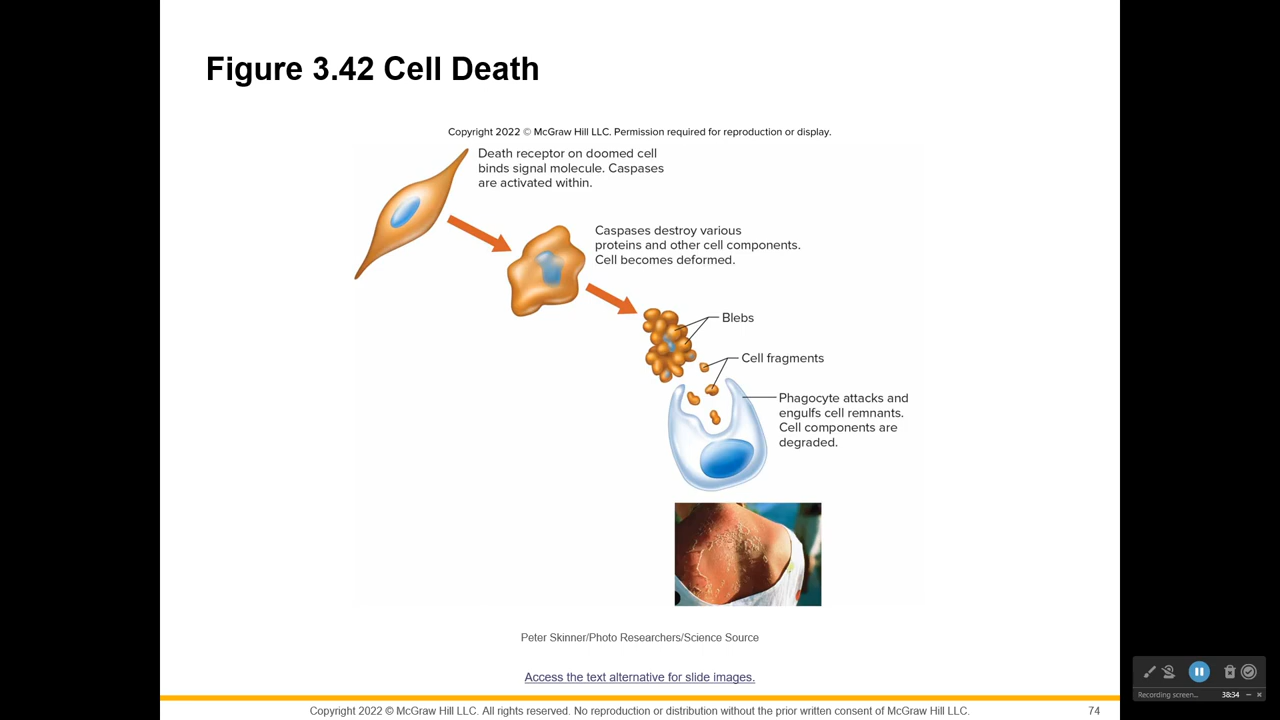 Figure 3.42 Cell Death
Copyright 2022 © McGraw Hill LLC. Permission required for reproduction or display.
Death receptor on doomed cell
binds signal molecule. Caspases
are activated within.
Caspases destroy various
proteins and other cell components.
Cell becomes deformed.
Blebs
Cell fragments
Phagocyte attacks and
engulfs cell remnants.
Cell components are
degraded.
Peter Skinner/Photo Researchers/Science Source
Access the text alternative for slide images.
Copyright 2022 © McGraw Hill LLC. All rights reserved. No reproduction or distribution without the prior written consent of McGraw Hill LLC.
74
Recording screen...
38:34